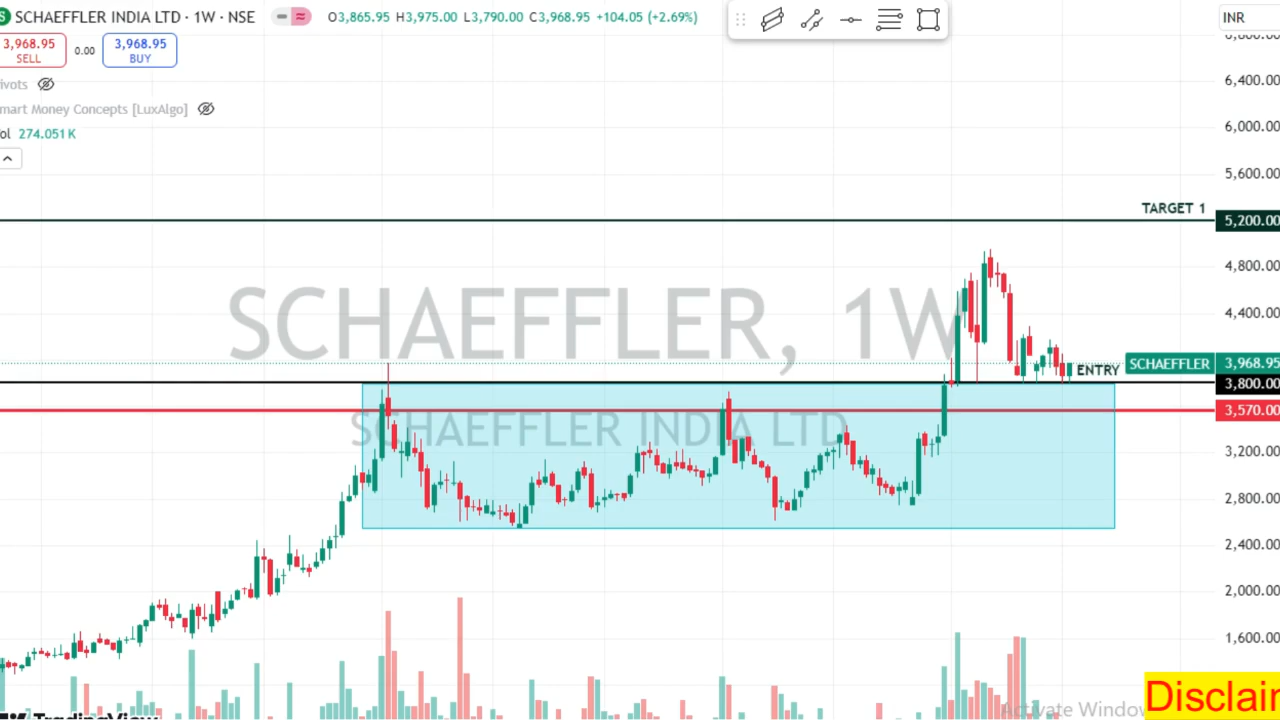 SCHAEFFLER INDIA LTD · 1W · NSE
O3,865.95 H3,975.00 L3,790.00 C3,968.95 +104.05 (+2.69%)
INR
3,968.95
SELL
0.00
3,968.95
BUY
ivots
mart Money Concepts [LuxAlgo]
ol 274.051K
6,400.00
6,000.00
5,600.00
TARGET 1
5,200.00
4,800.00
4,400.00
SCHAEFFLER, 1W
ENTRY
SCHAEFFLER
3,968.95
3,800.00
3,570.00
SCHAEFFLER INDIA LTD
3,200.00
2,800.00
2,400.00
2,000.00
1,600.00
Disclair
Activate Window
TradingView